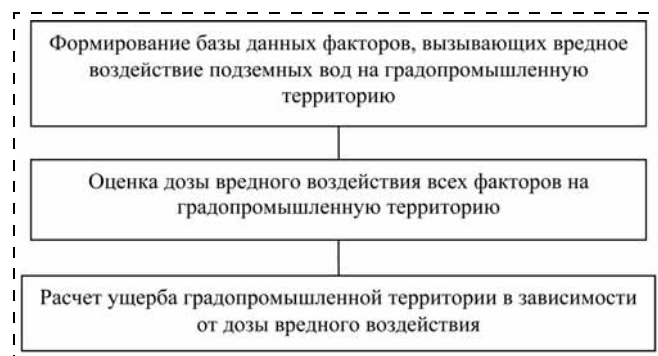 Формирование базы данных факторов, вызывающих вредное
воздействие подземных вод на градопромышленную
территорию
Оценка дозы вредного воздействия всех факторов на
градопромышленную территорию
Расчет ущерба градопромышленной территории в зависимости
от дозы вредного воздействия